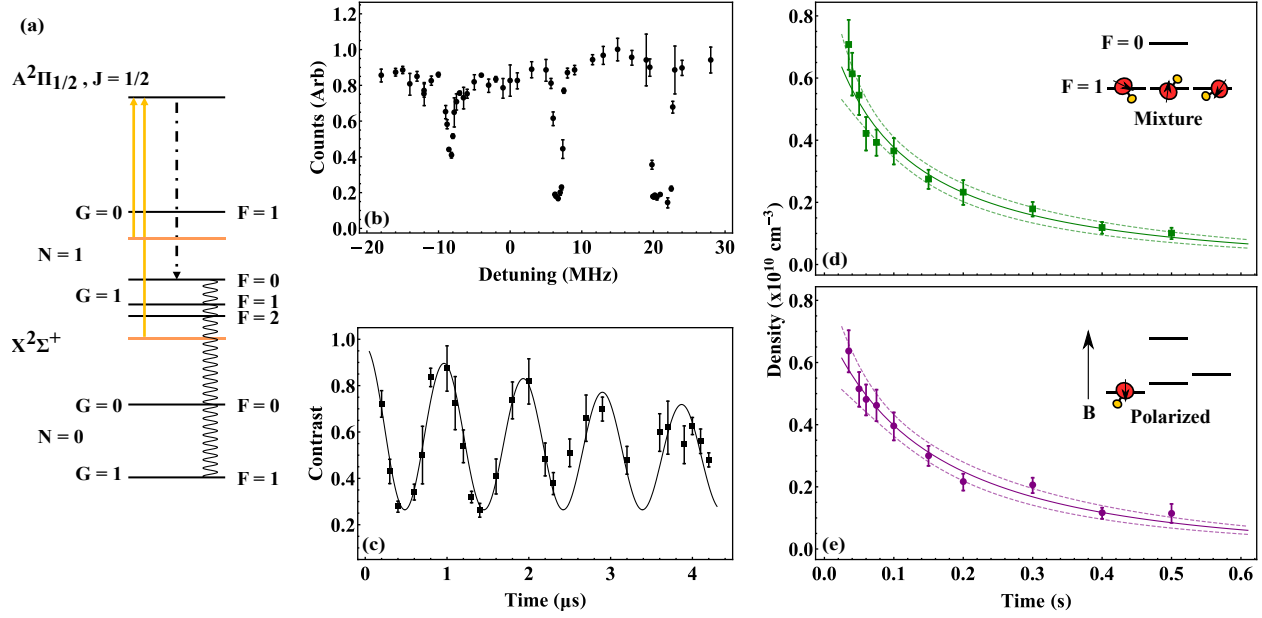 (a)
A²Π₁/₂ , J = 1/2
G = 0
F = 1
N = 1
F = 0
G = 1
F = 1
F = 2
X²Σ⁺
G = 0
F = 0
N = 0
G = 1
F = 1
1.2
1.0
0.8
0.6
0.4
0.2
0.0
Counts (Arb)
(b)
−20
−10
0
10
20
30
Detuning (MHz)
1.0
0.8
0.6
0.4
0.2
Contrast
(c)
0
1
2
3
4
Time (μs)
0.8
0.6
0.4
0.2
0.0
(d)
F = 0
F = 1
Mixture
Density (x10¹⁰ cm⁻³)
0.8
0.6
0.4
0.2
0.0
(e)
B
Polarized
0.0
0.1
0.2
0.3
0.4
0.5
0.6
Time (s)